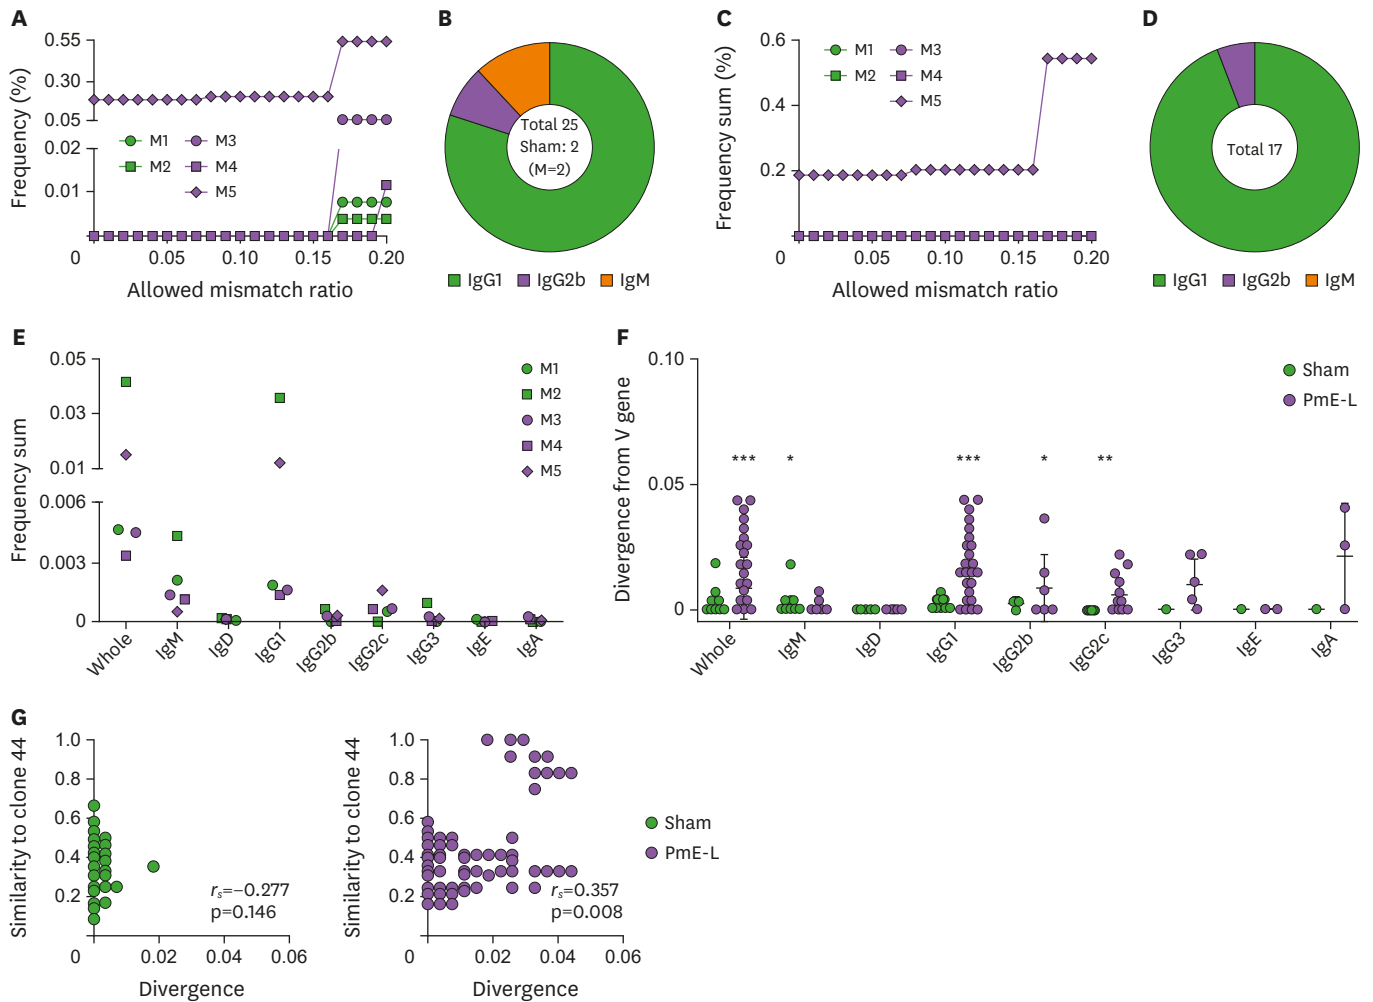 A
Frequency (%)
0.55
0.30
0.05
0.02
0.01
M1
M2
M3
M4
M5
0
0.05
0.10
0.15
0.20
Allowed mismatch ratio
B
Total 25
Sham: 2
(M=2)
IgG1
IgG2b
IgM
C
Frequency sum (%)
0.6
0.4
0.2
M1
M2
M3
M4
M5
0
0.05
0.10
0.15
0.20
Allowed mismatch ratio
D
Total 17
IgG1
IgG2b
IgM
E
Frequency sum
0.05
0.03
0.01
0.006
0.003
0
M1
M2
M3
M4
M5
Whole
IgM
IgD
IgG1
IgG2b
IgG2c
IgG3
IgE
IgA
F
Divergence from V gene
0.10
0.05
0
Sham
PmE-L
***
*
***
*
**
Whole
IgM
IgD
IgG1
IgG2b
IgG2c
IgG3
IgE
IgA
G
Similarity to clone 44
1.0
0.8
0.6
0.4
0.2
rs=−0.277
p=0.146
0
0.02
0.04
0.06
Divergence
Similarity to clone 44
1.0
0.8
0.6
0.4
0.2
rs=0.357
p=0.008
0
0.02
0.04
0.06
Divergence
Sham
PmE-L